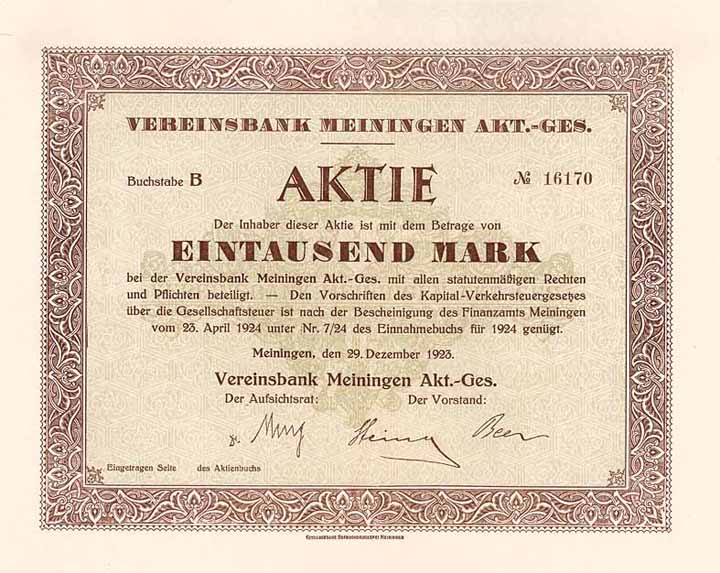 VEREINSBANK MEININGEN AKT.-GES.
Buchstabe B
AKTIE
№ 16170
Der Inhaber dieser Aktie ist mit dem Betrage von
EINTAUSEND MARK
bei der Vereinsbank Meiningen Akt.-Ges. mit allen statutenmäßigen Rechten
und Pflichten beteiligt. — Den Vorschriften des Kapital-Verkehrsteuergesetzes
über die Gesellschaftsteuer ist nach der Bescheinigung des Finanzamts Meiningen
vom 23. April 1924 unter Nr. 7/24 des Einnahmebuchs für 1924 genügt.
Meiningen, den 29. Dezember 1923.
Vereinsbank Meiningen Akt.-Ges.
Der Aufsichtsrat: Der Vorstand:
Beer
Eingetragen Seite des Aktienbuchs